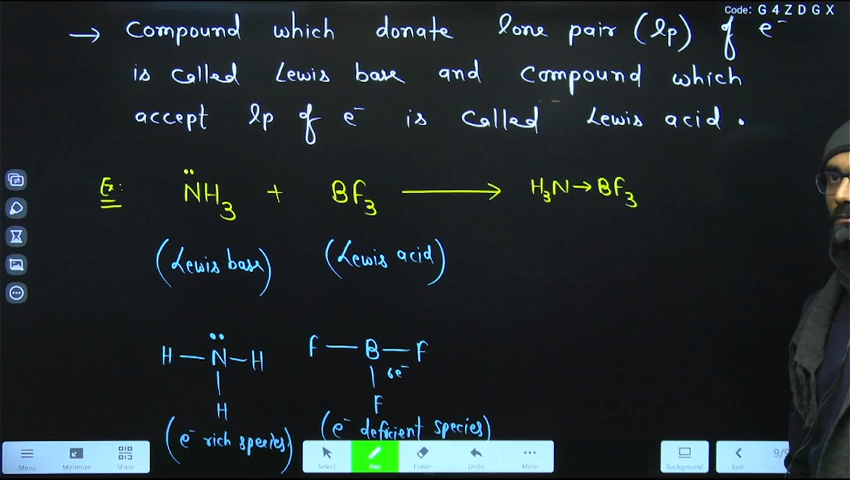 Code: G 4 Z D G X
→ Compound which donate lone pair (lp) of e⁻
is called Lewis base and compound which
accept lp of e⁻ is called Lewis acid.
Ex: N̈H₃ + BF₃ ⟶ H₃N→BF₃
(Lewis base) (Lewis acid)
H — N̈ — H F — B — F
6e⁻
H F
(e⁻ rich species) (e⁻ deficient species)
Menu Minimize Share Select Pen Eraser Undo More Background Exit